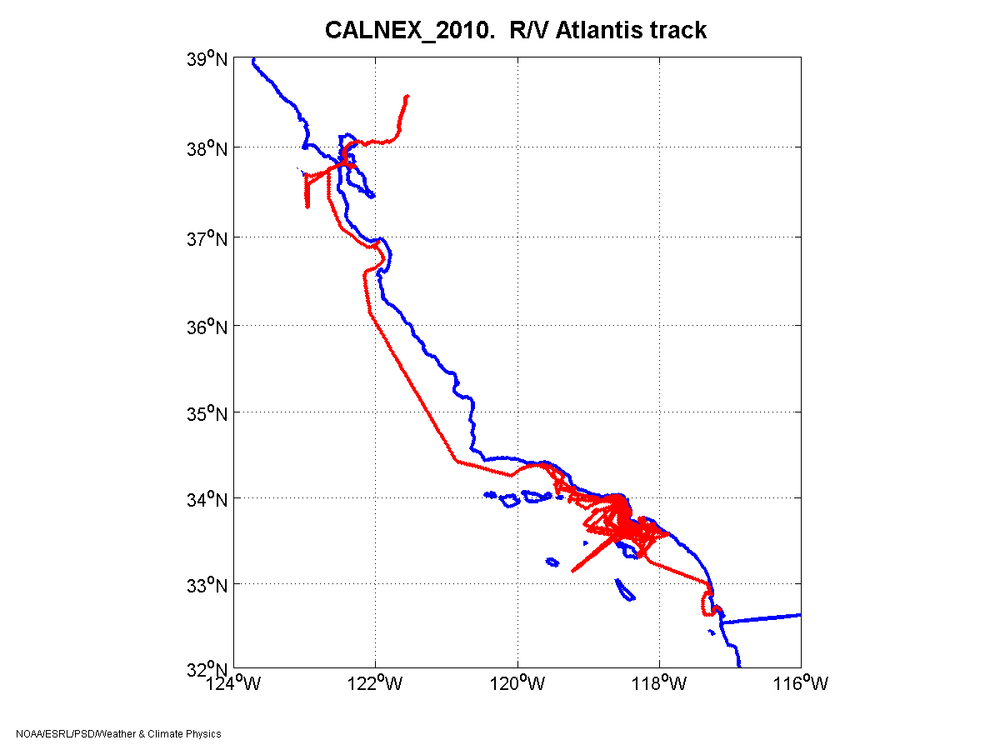 CALNEX_2010.  R/V Atlantis track
39°N
38°N
37°N
36°N
35°N
34°N
33°N
32°N
124°W 122°W 120°W 118°W 116°W
NOAA/ESRL/PSD/Weather & Climate Physics